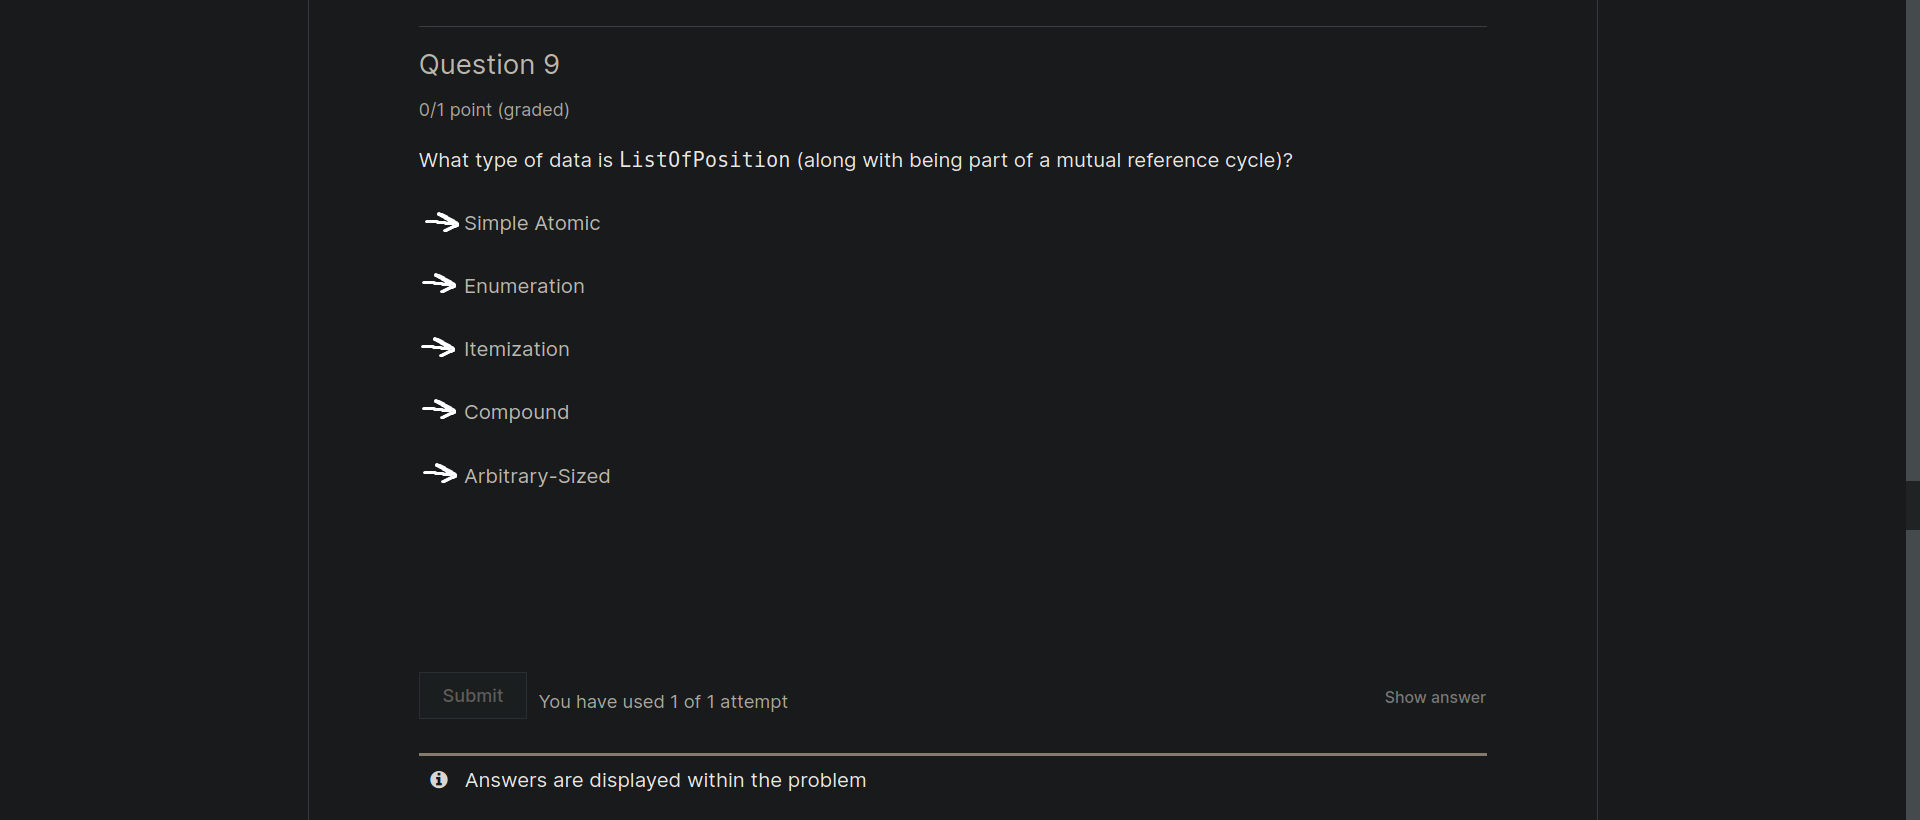 Question 9
0/1 point (graded)
What type of data is ListOfPosition (along with being part of a mutual reference cycle)?
Simple Atomic
Enumeration
Itemization
Compound
Arbitrary-Sized
Submit
You have used 1 of 1 attempt
Show answer
Answers are displayed within the problem